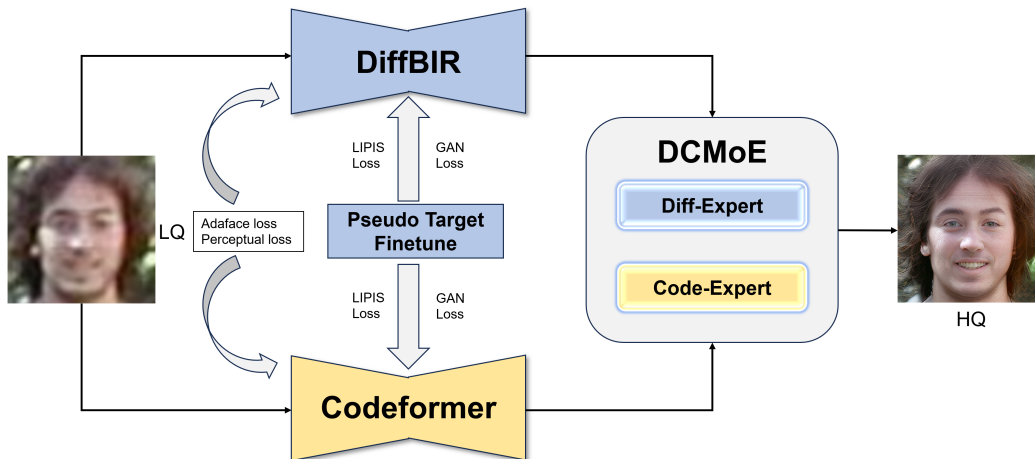 DiffBIR
LIPIS
Loss
GAN
Loss
DCMoE
Diff-Expert
LQ
Adaface loss
Perceptual loss
Pseudo Target
Finetune
Code-Expert
LIPIS
Loss
GAN
Loss
HQ
Codeformer